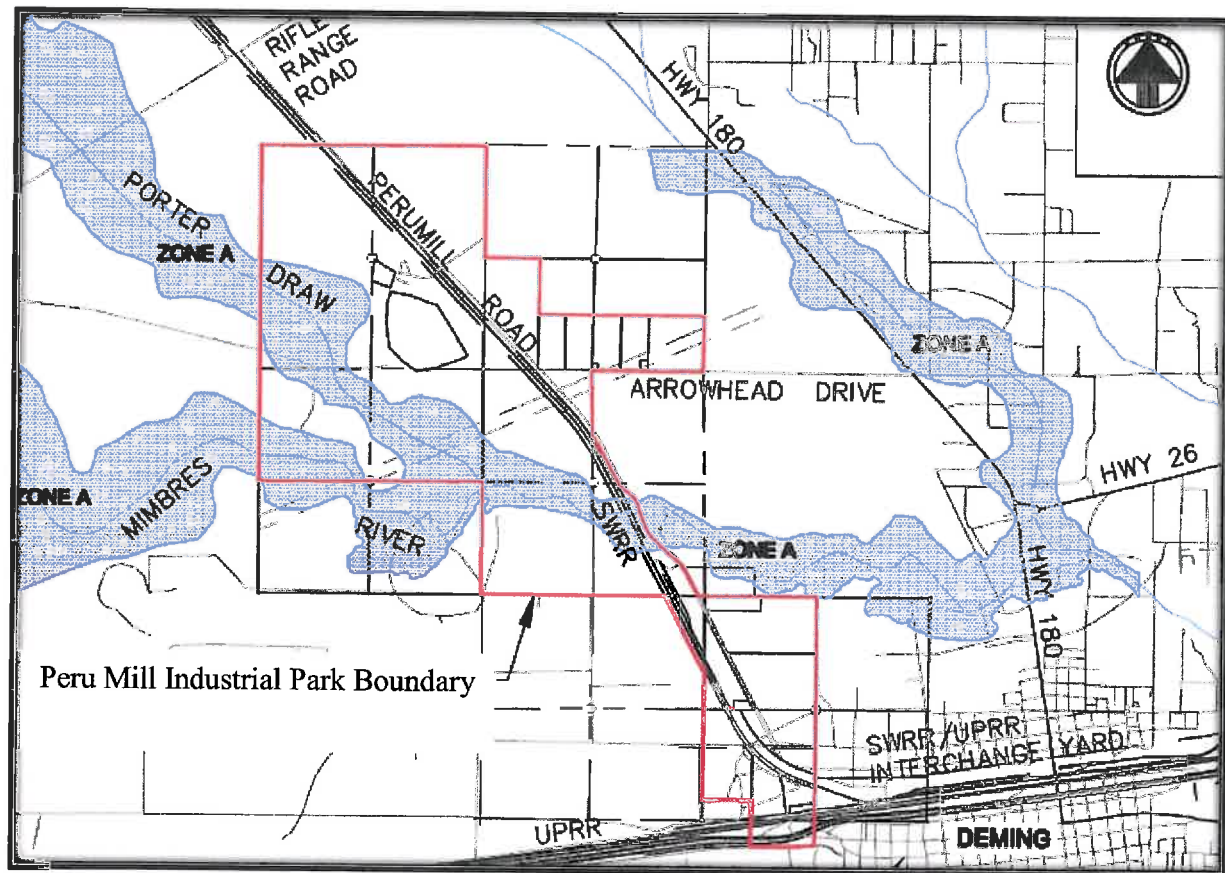 RIFLE
RANGE
ROAD
HWY 180
PERUMILL ROAD
PORTER DRAW
ZONE A
ZONE A
ARROWHEAD DRIVE
HWY 26
ZONE A
MIMBRES RIVER
SWRR
ZONE A
HWY 180
Peru Mill Industrial Park Boundary
SWRR/UPRR
INTERCHANGE YARD
UPRR
DEMING